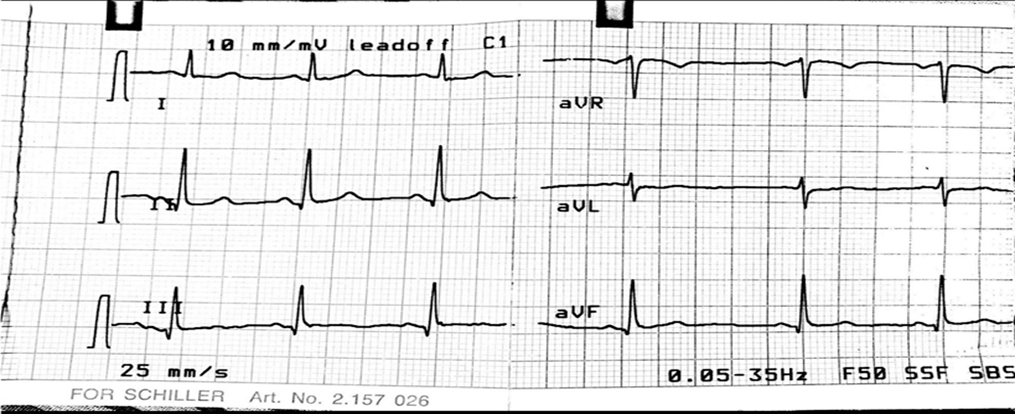 10 mm/mV leadoff C1
I
aVR
II
aVL
III
aVF
25 mm/s
0.05-35Hz F50 SSF SBS
FOR SCHILLER Art. No. 2.157 026